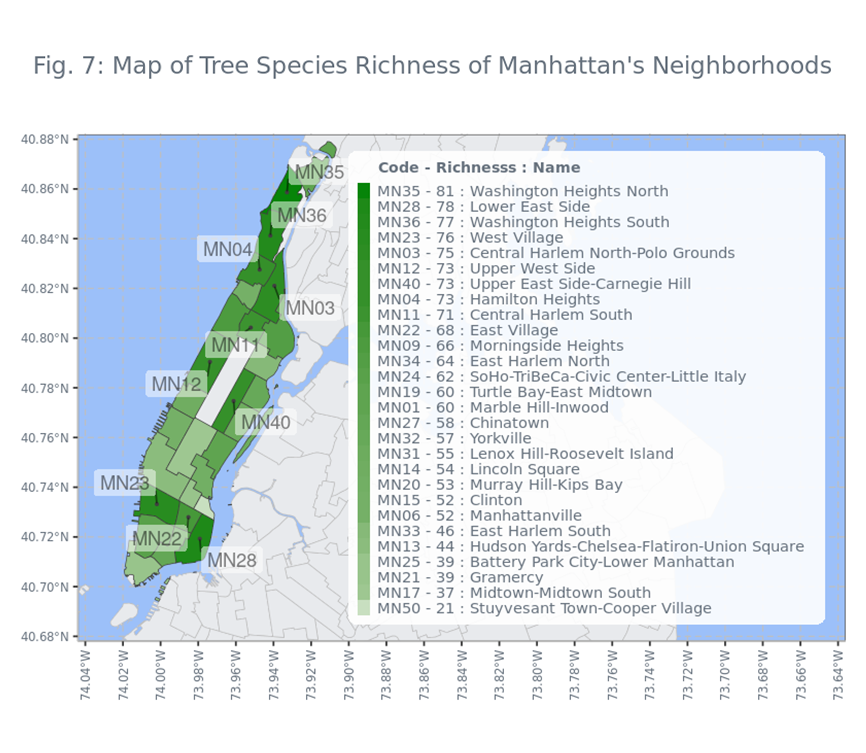 Fig. 7: Map of Tree Species Richness of Manhattan's Neighborhoods
40.88°N
40.86°N
40.84°N
40.82°N
40.80°N
40.78°N
40.76°N
40.74°N
40.72°N
40.70°N
40.68°N
MN35
MN36
MN04
MN03
MN11
MN12
MN40
MN23
MN22
MN28
Code - Richnesss : Name
MN35 - 81 : Washington Heights North
MN28 - 78 : Lower East Side
MN36 - 77 : Washington Heights South
MN23 - 76 : West Village
MN03 - 75 : Central Harlem North-Polo Grounds
MN12 - 73 : Upper West Side
MN40 - 73 : Upper East Side-Carnegie Hill
MN04 - 73 : Hamilton Heights
MN11 - 71 : Central Harlem South
MN22 - 68 : East Village
MN09 - 66 : Morningside Heights
MN34 - 64 : East Harlem North
MN24 - 62 : SoHo-TriBeCa-Civic Center-Little Italy
MN19 - 60 : Turtle Bay-East Midtown
MN01 - 60 : Marble Hill-Inwood
MN27 - 58 : Chinatown
MN32 - 57 : Yorkville
MN31 - 55 : Lenox Hill-Roosevelt Island
MN14 - 54 : Lincoln Square
MN20 - 53 : Murray Hill-Kips Bay
MN15 - 52 : Clinton
MN06 - 52 : Manhattanville
MN33 - 46 : East Harlem South
MN13 - 44 : Hudson Yards-Chelsea-Flatiron-Union Square
MN25 - 39 : Battery Park City-Lower Manhattan
MN21 - 39 : Gramercy
MN17 - 37 : Midtown-Midtown South
MN50 - 21 : Stuyvesant Town-Cooper Village
74.04°W
74.02°W
74.00°W
73.98°W
73.96°W
73.94°W
73.92°W
73.90°W
73.88°W
73.86°W
73.84°W
73.82°W
73.80°W
73.78°W
73.76°W
73.74°W
73.72°W
73.70°W
73.68°W
73.66°W
73.64°W